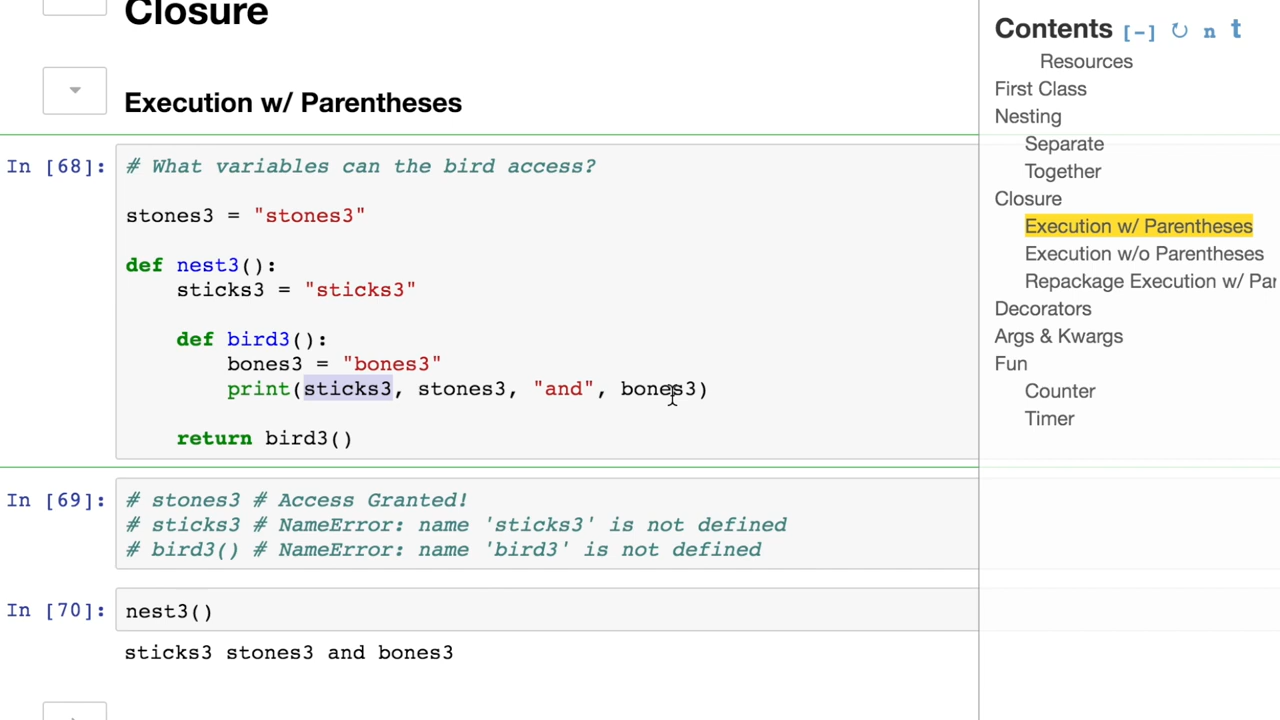 Closure
Execution w/ Parentheses
In [68]:
# What variables can the bird access?
stones3 = "stones3"
def nest3():
    sticks3 = "sticks3"
    def bird3():
        bones3 = "bones3"
        print(sticks3, stones3, "and", bones3)
    return bird3()
In [69]:
# stones3 # Access Granted!
# sticks3 # NameError: name 'sticks3' is not defined
# bird3() # NameError: name 'bird3' is not defined
In [70]:
nest3()
sticks3 stones3 and bones3
Contents [-] n t
Resources
First Class
Nesting
Separate
Together
Closure
Execution w/ Parentheses
Execution w/o Parentheses
Repackage Execution w/ Par
Decorators
Args & Kwargs
Fun
Counter
Timer